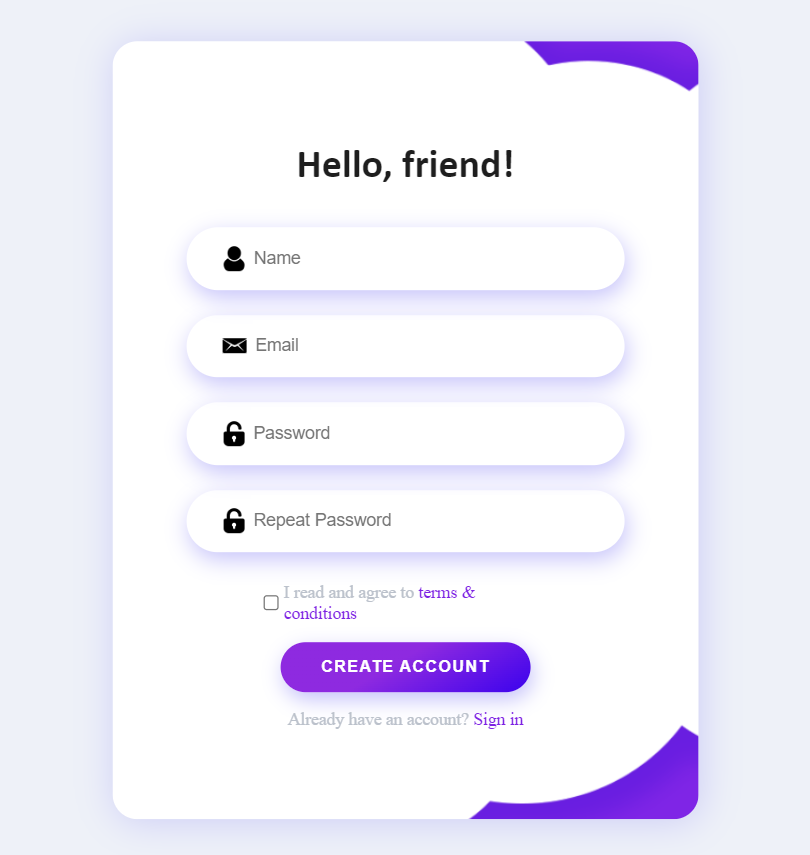 Hello, friend!
Name
Email
Password
Repeat Password
I read and agree to terms &
conditions
CREATE ACCOUNT
Already have an account? Sign in